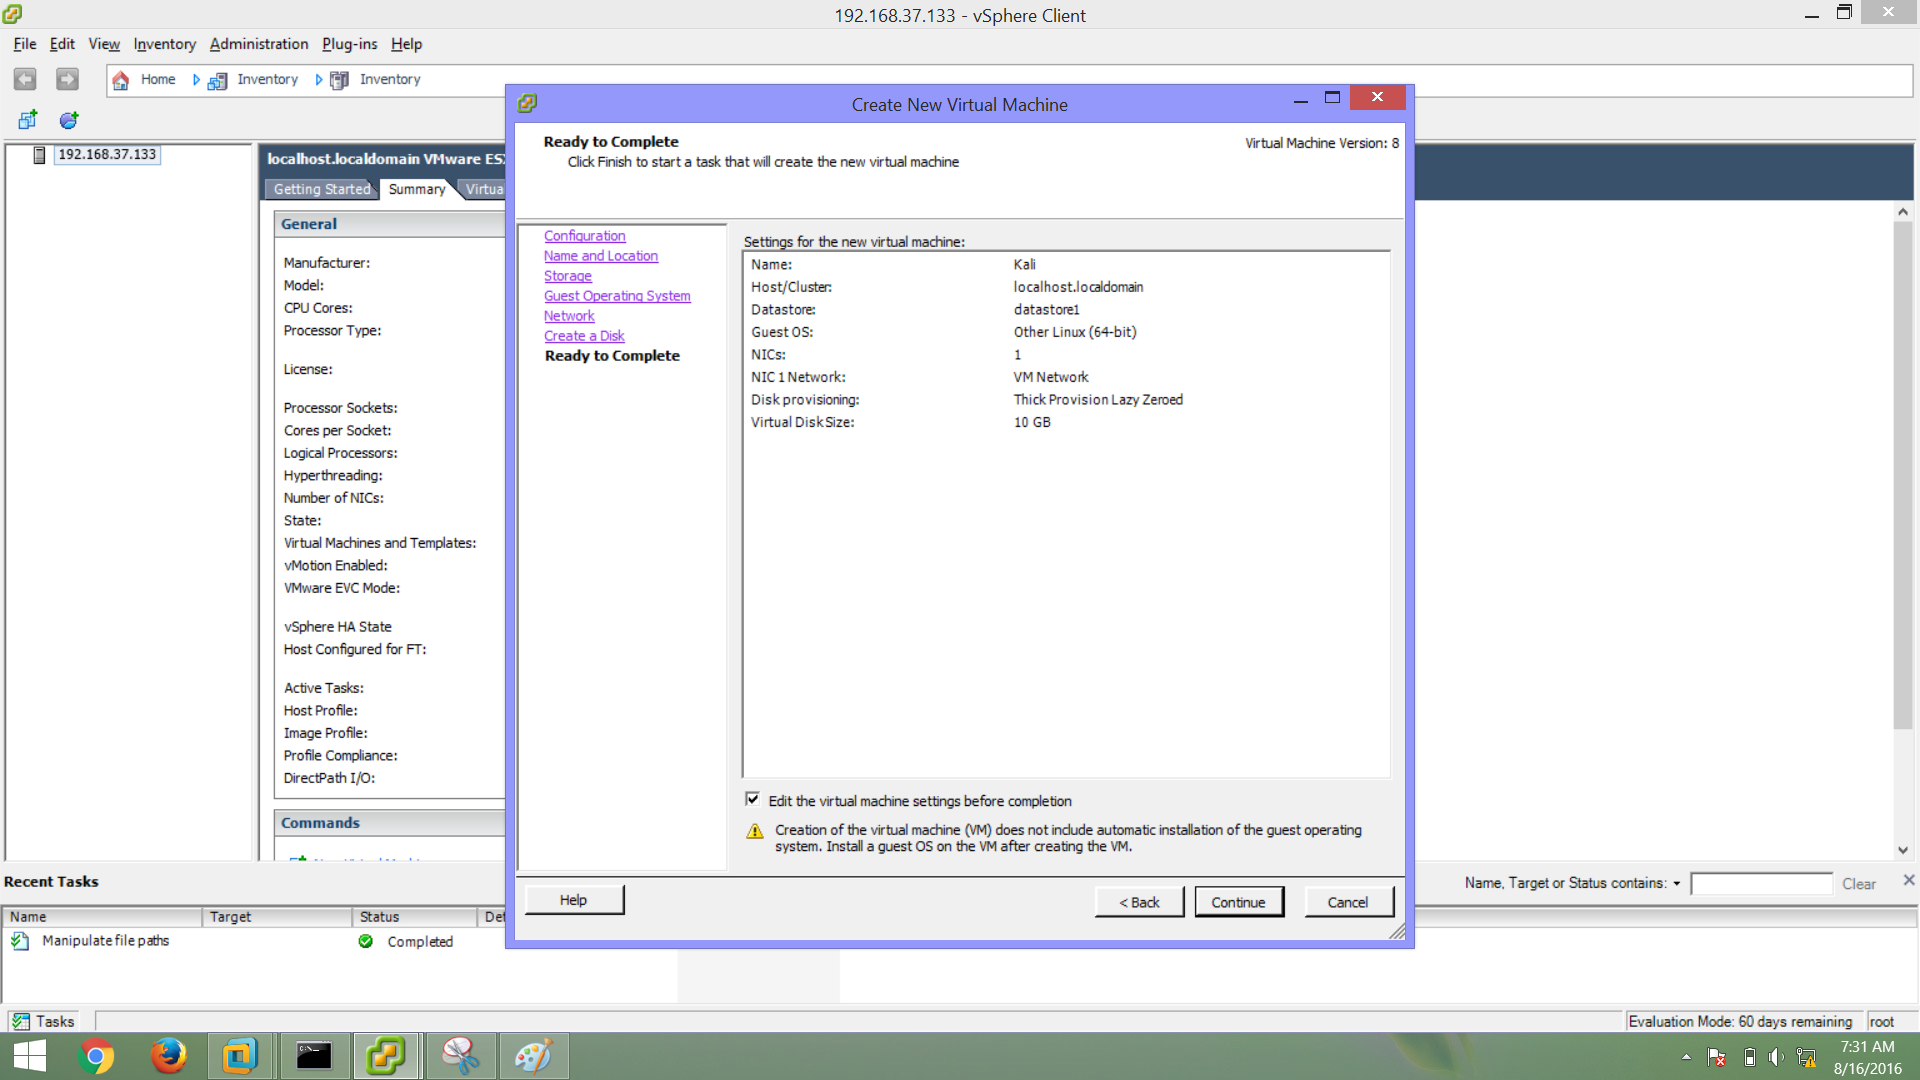 192.168.37.133 - vSphere Client
File Edit View Inventory Administration Plug-ins Help
Home Inventory Inventory
192.168.37.133
localhost.localdomain VMware ES
Getting Started Summary Virtua
General
Manufacturer:
Model:
CPU Cores:
Processor Type:
License:
Processor Sockets:
Cores per Socket:
Logical Processors:
Hyperthreading:
Number of NICs:
State:
Virtual Machines and Templates:
vMotion Enabled:
VMware EVC Mode:
vSphere HA State
Host Configured for FT:
Active Tasks:
Host Profile:
Image Profile:
Profile Compliance:
DirectPath I/O:
Commands
Create New Virtual Machine
Ready to Complete
Click Finish to start a task that will create the new virtual machine
Virtual Machine Version: 8
Configuration
Name and Location
Storage
Guest Operating System
Network
Create a Disk
Ready to Complete
Settings for the new virtual machine:
Name: Kali
Host/Cluster: localhost.localdomain
Datastore: datastore1
Guest OS: Other Linux (64-bit)
NICs: 1
NIC 1 Network: VM Network
Disk provisioning: Thick Provision Lazy Zeroed
Virtual Disk Size: 10 GB
Edit the virtual machine settings before completion
Creation of the virtual machine (VM) does not include automatic installation of the guest operating
system. Install a guest OS on the VM after creating the VM.
Help < Back Continue Cancel
Recent Tasks
Name, Target or Status contains: Clear
Name Target Status Det
Manipulate file paths Completed
Tasks
Evaluation Mode: 60 days remaining root
7:31 AM
8/16/2016